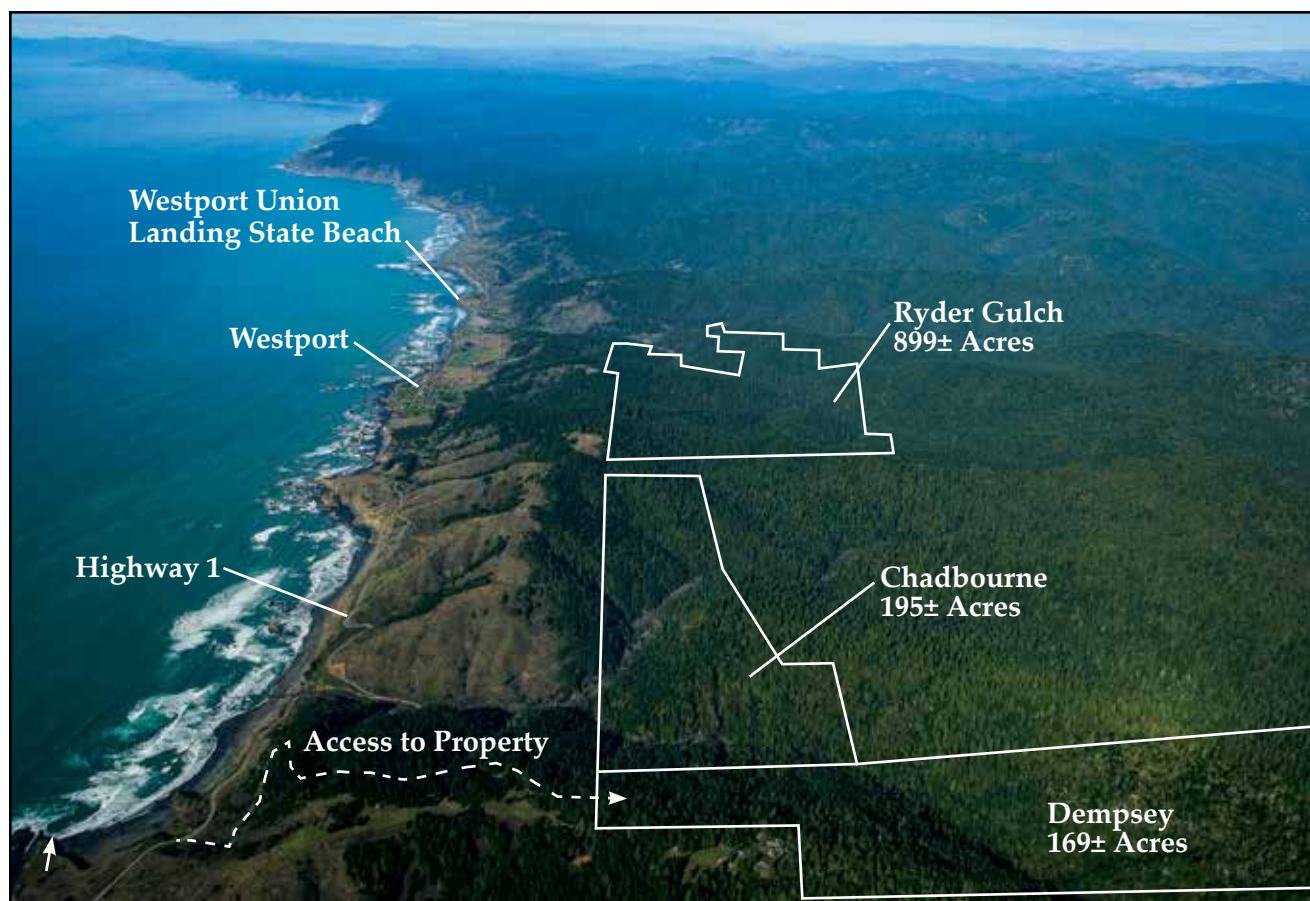 Westport Union
Landing State Beach
Westport
Ryder Gulch
899± Acres
Highway 1
Chadbourne
195± Acres
Access to Property
Dempsey
169± Acres